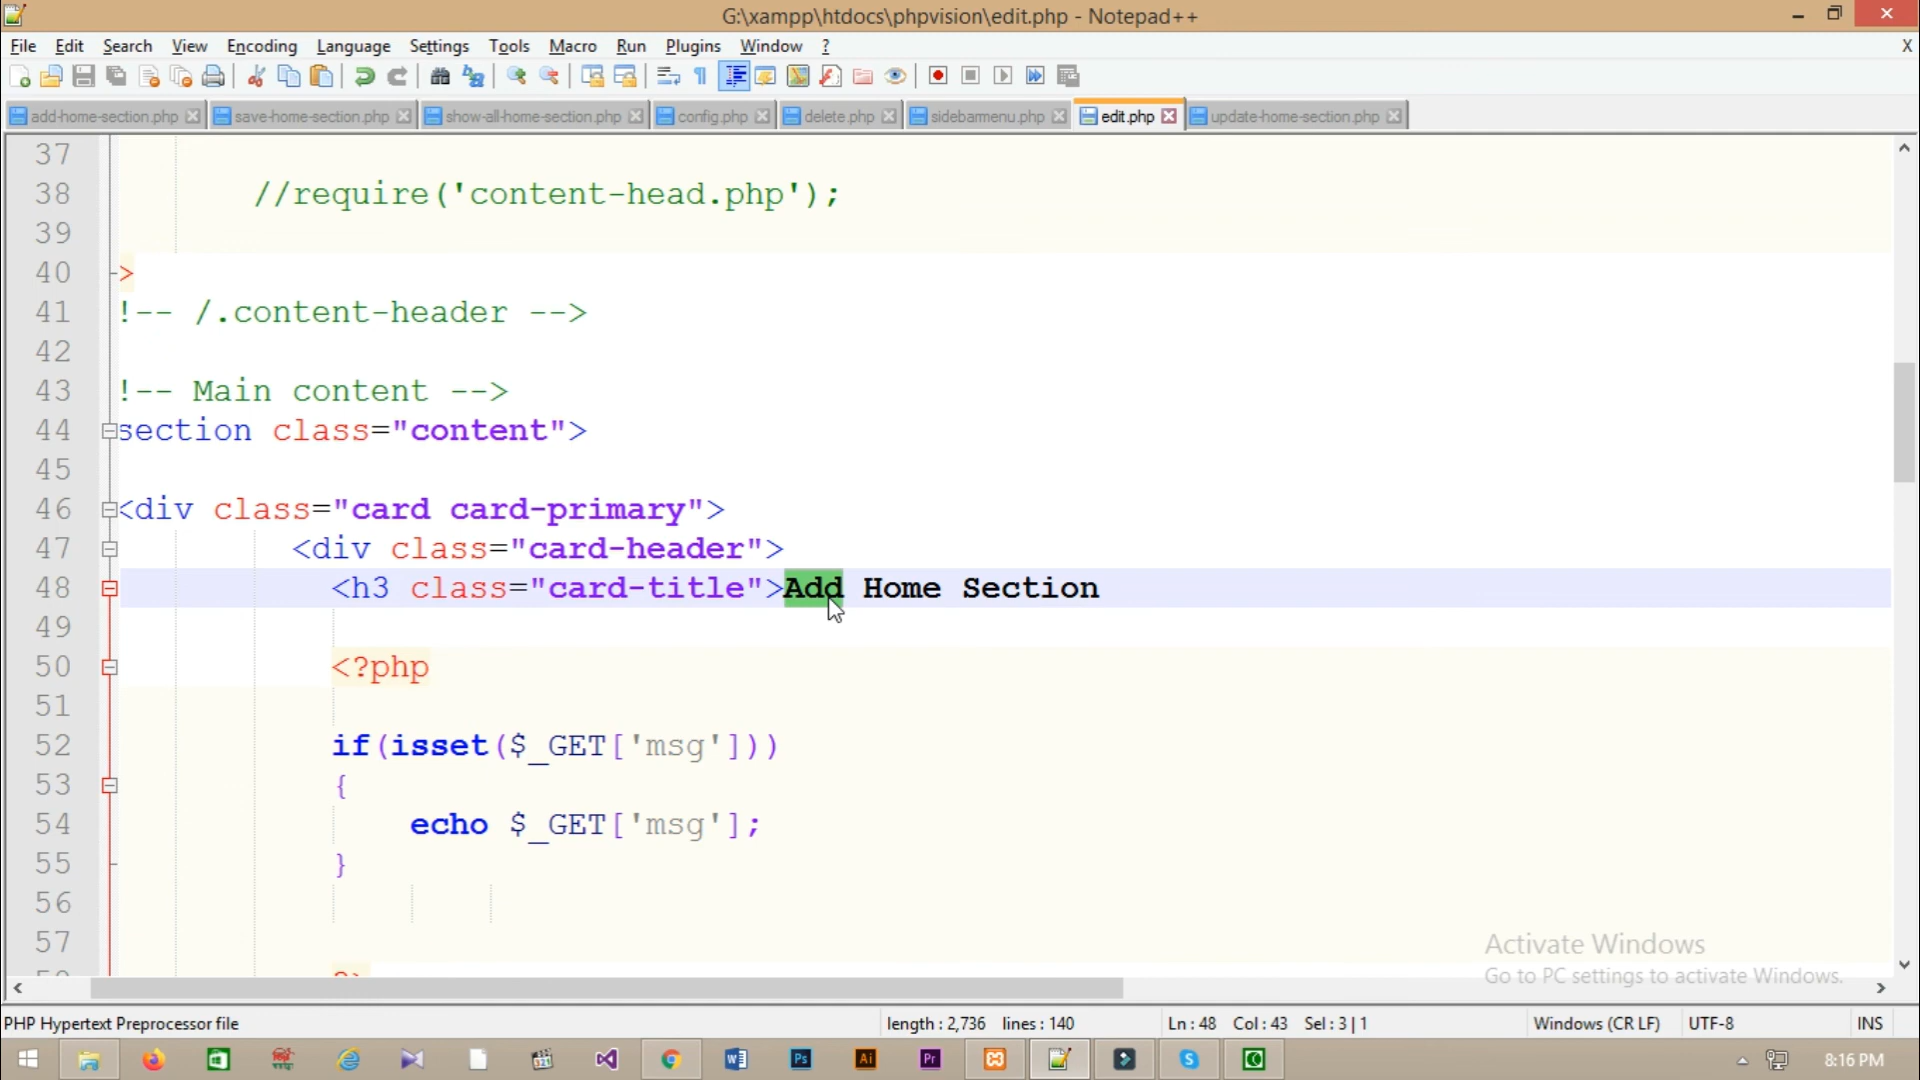 G:\xampp\htdocs\phpvision\edit.php - Notepad++
File Edit Search View Encoding Language Settings Tools Macro Run Plugins Window ? X
add-home-section.php save-home-section.php show-all-home-section.php config.php delete.php sidebarmenu.php edit.php update-home-section.php
37
38 //require('content-head.php');
39
40 >
41 !-- /.content-header -->
42
43 !-- Main content -->
44 section class="content">
45
46 <div class="card card-primary">
47 <div class="card-header">
48 <h3 class="card-title">Add Home Section
49
50 <?php
51
52 if(isset($_GET['msg']))
53 {
54 echo $_GET['msg'];
55 }
56
57
Activate Windows
Go to PC settings to activate Windows.
PHP Hypertext Preprocessor file length : 2,736 lines : 140 Ln : 48 Col : 43 Sel : 3 | 1 Windows (CR LF) UTF-8 INS
8:16 PM